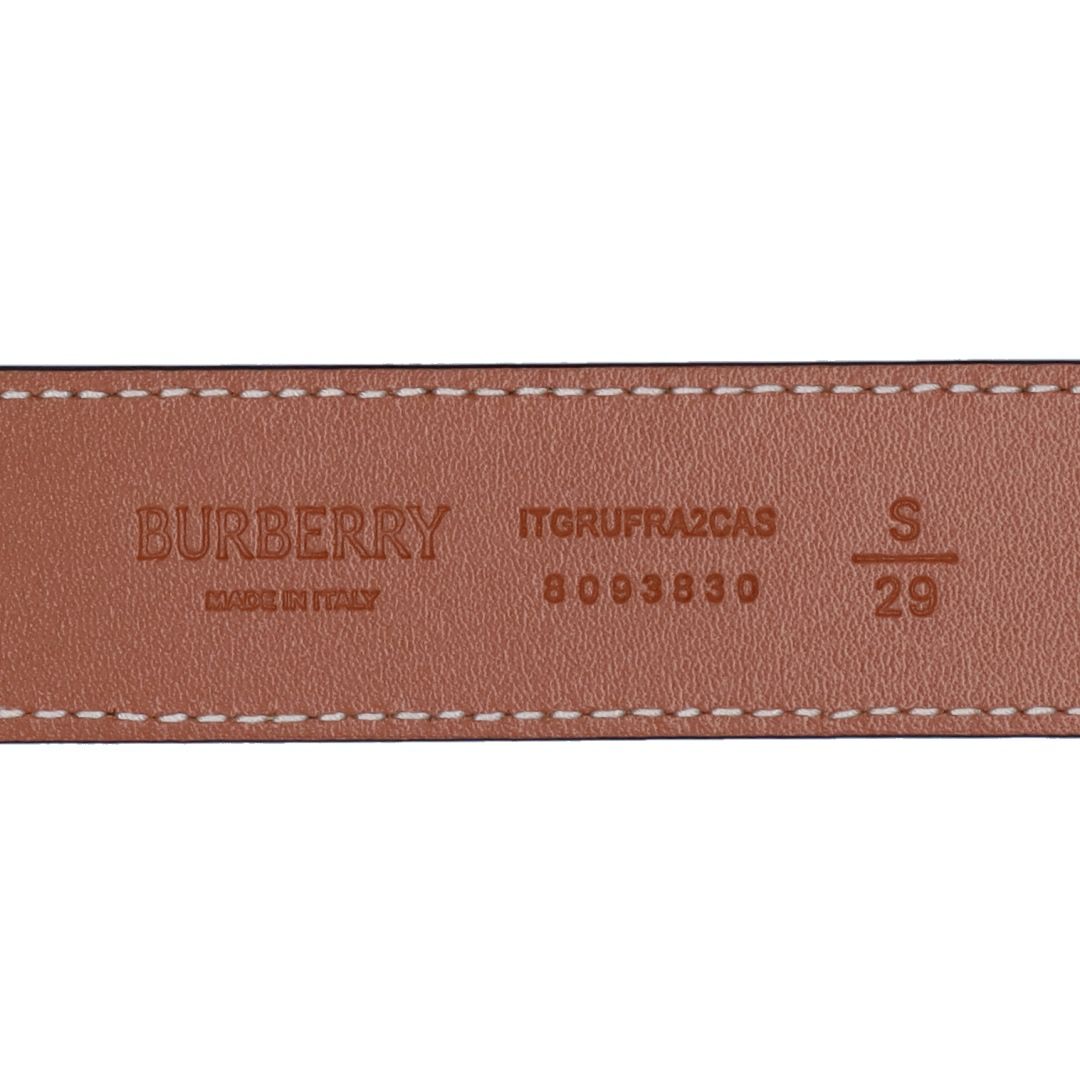 BURBERRY
MADE IN ITALY
ITGRUFRA2CAS
8093830
S
29